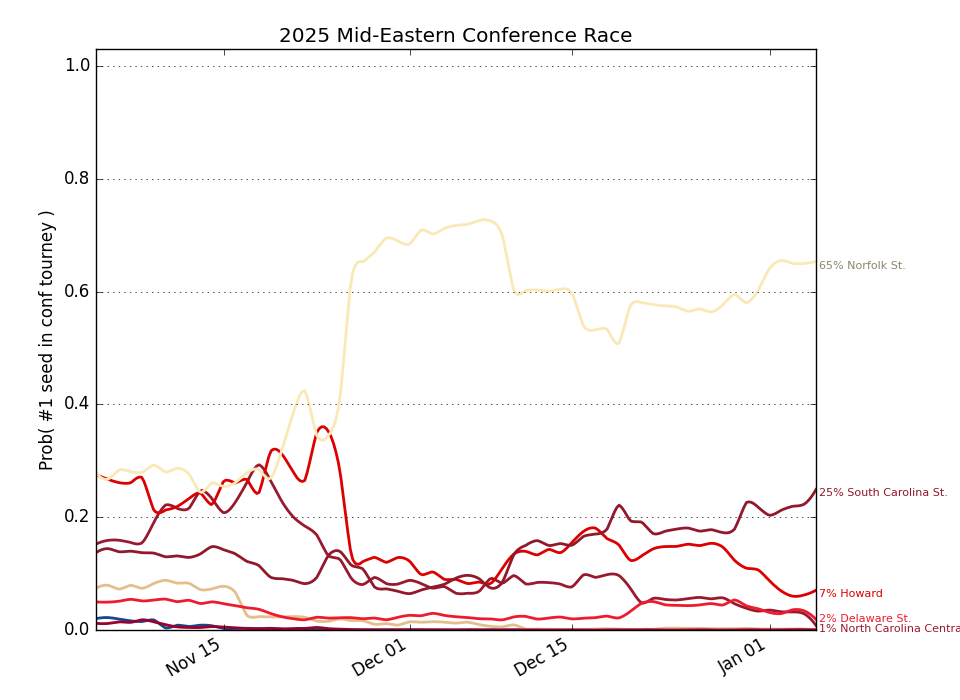 2025 Mid-Eastern Conference Race
Prob( #1 seed in conf tourney )
1.0
0.8
0.6
0.4
0.2
0.0
Nov 15
Dec 01
Dec 15
Jan 01
65% Norfolk St.
25% South Carolina St.
7% Howard
2% Delaware St.
1% North Carolina Centra